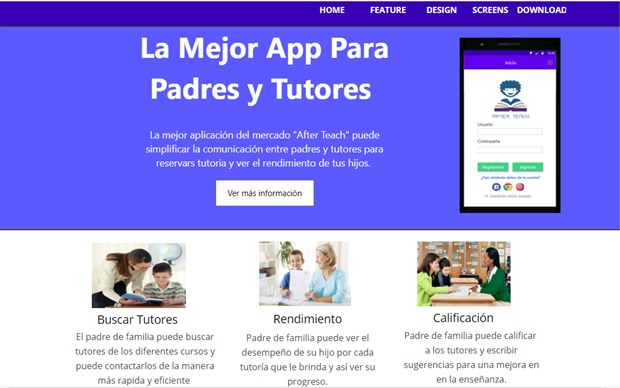 HOME FEATURE DESIGN SCREENS DOWNLOAD
La Mejor App Para
Padres y Tutores
La mejor aplicación del mercado "After Teach" puede
simplificar la comunicación entre padres y tutores para
reservars tutoria y ver el rendimiento de tus hijos.
Ver más información
Inicio
AFTER TEACH
Usuario
Contraseña
Registrarse Ingresar
¿Has olvidado datos de la cuenta?
Mantener sesión iniciada
Buscar Tutores
El padre de familia puede buscar
tutores de los diferentes cursos y
puede contactarlos de la manera
más rapida y eficiente
Rendimiento
Padre de familia puede ver el
desempeño de su hijo por cada
tutoría que le brinda y así ver su
progreso.
Calificación
Padre de familia puede calificar
a los tutores y escribir
sugerencias para una mejora en
en la enseñanza.